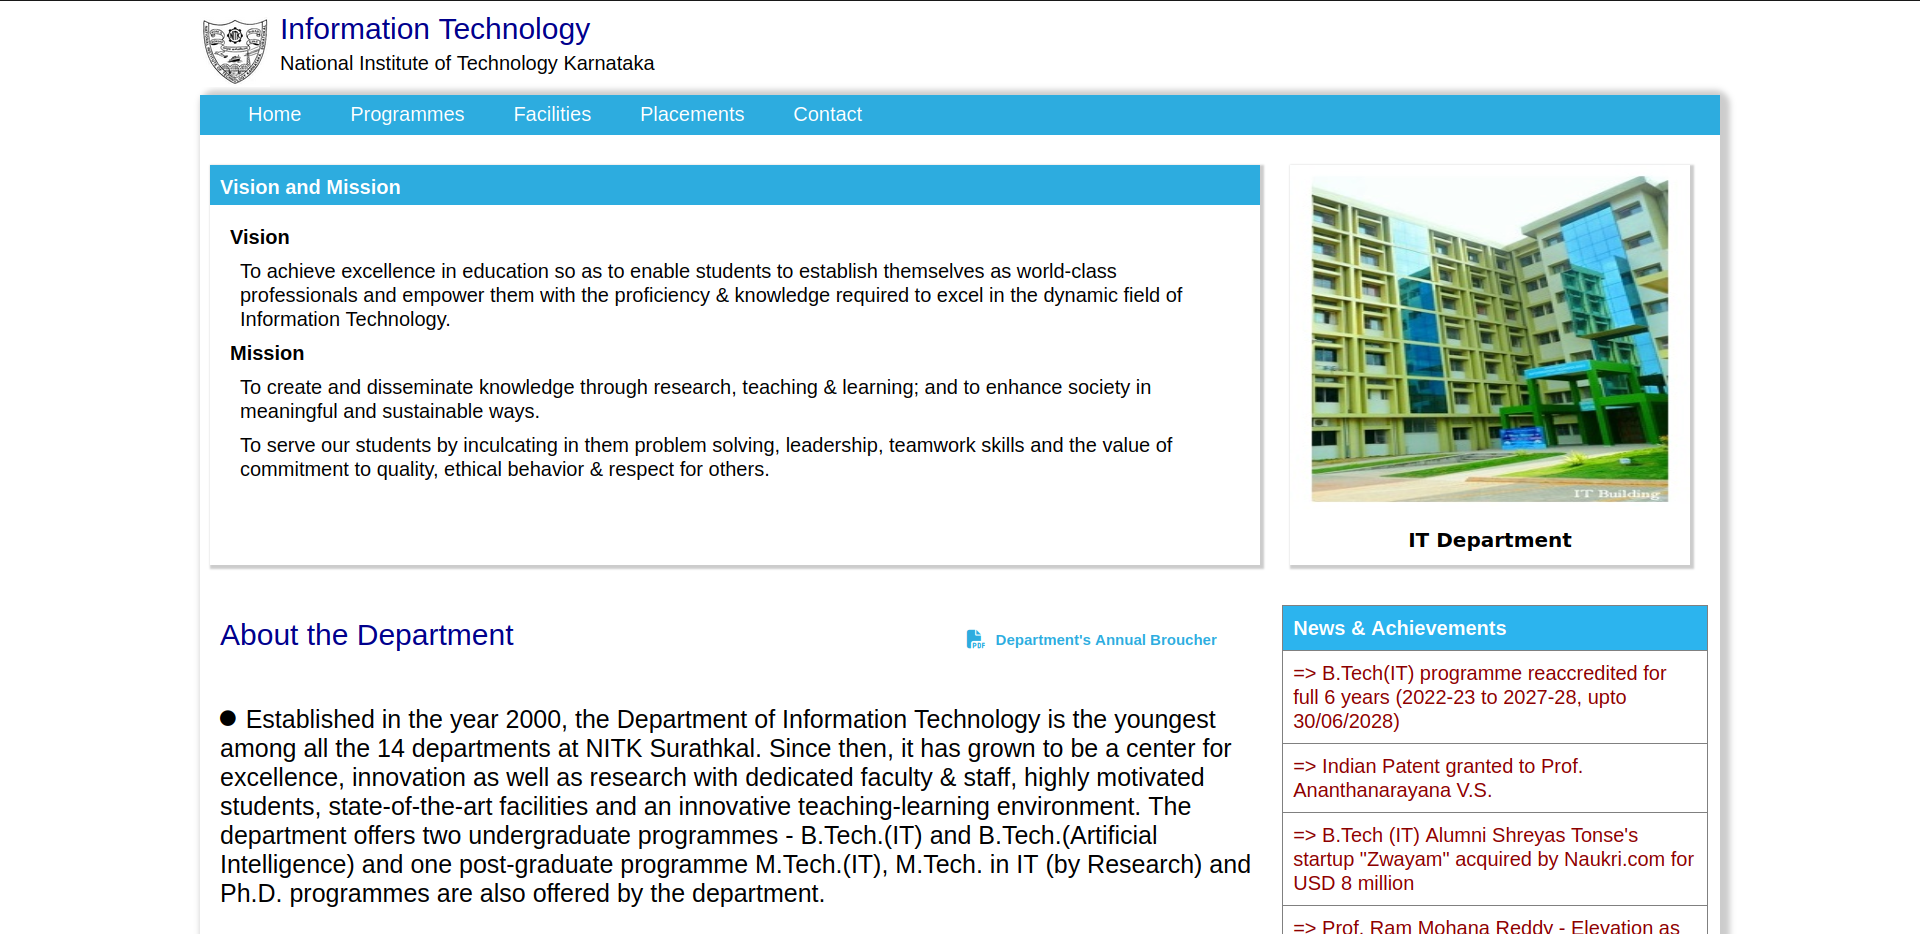 Information Technology
National Institute of Technology Karnataka
Home Programmes Facilities Placements Contact
Vision and Mission
Vision
To achieve excellence in education so as to enable students to establish themselves as world-class
professionals and empower them with the proficiency & knowledge required to excel in the dynamic field of
Information Technology.
Mission
To create and disseminate knowledge through research, teaching & learning; and to enhance society in
meaningful and sustainable ways.
To serve our students by inculcating in them problem solving, leadership, teamwork skills and the value of
commitment to quality, ethical behavior & respect for others.
IT Building
IT Department
About the Department
PDF Department's Annual Broucher
● Established in the year 2000, the Department of Information Technology is the youngest
among all the 14 departments at NITK Surathkal. Since then, it has grown to be a center for
excellence, innovation as well as research with dedicated faculty & staff, highly motivated
students, state-of-the-art facilities and an innovative teaching-learning environment. The
department offers two undergraduate programmes - B.Tech.(IT) and B.Tech.(Artificial
Intelligence) and one post-graduate programme M.Tech.(IT), M.Tech. in IT (by Research) and
Ph.D. programmes are also offered by the department.
News & Achievements
=> B.Tech(IT) programme reaccredited for
full 6 years (2022-23 to 2027-28, upto
30/06/2028)
=> Indian Patent granted to Prof.
Ananthanarayana V.S.
=> B.Tech (IT) Alumni Shreyas Tonse's
startup "Zwayam" acquired by Naukri.com for
USD 8 million
=> Prof. Ram Mohana Reddy - Elevation as